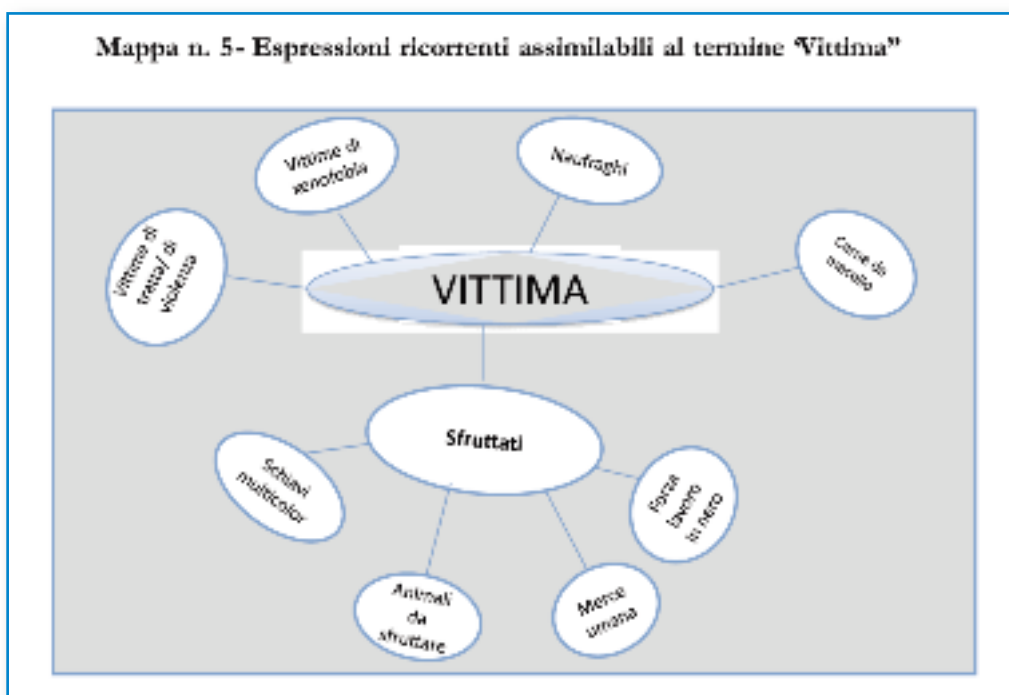 Mappa n. 5- Espressioni ricorrenti assimilabili al termine “Vittima”
Vittime di
xenofobia
Naufraghi
Vittime di
tratta/ di
violenza
Carne da
macello
VITTIMA
Sfruttati
Schiavi
multicolor
Forza
lavoro
in nero
Animali
da
sfruttare
Merce
umana